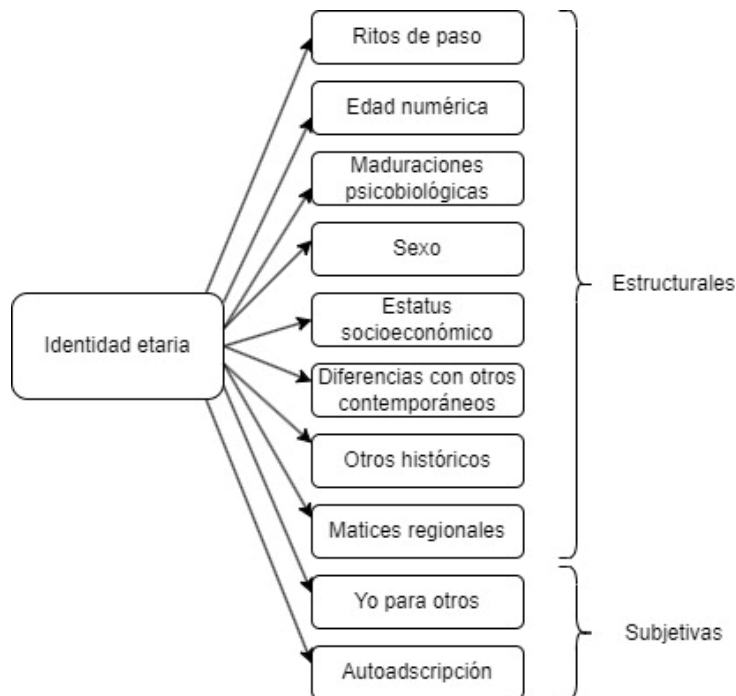 Ritos de paso
Edad numérica
Maduraciones
psicobiológicas
Sexo
Estructurales
Estatus
socioeconómico
Identidad etaria
Diferencias con otros
contemporáneos
Otros históricos
Matices regionales
Yo para otros
Subjetivas
Autoadscripción